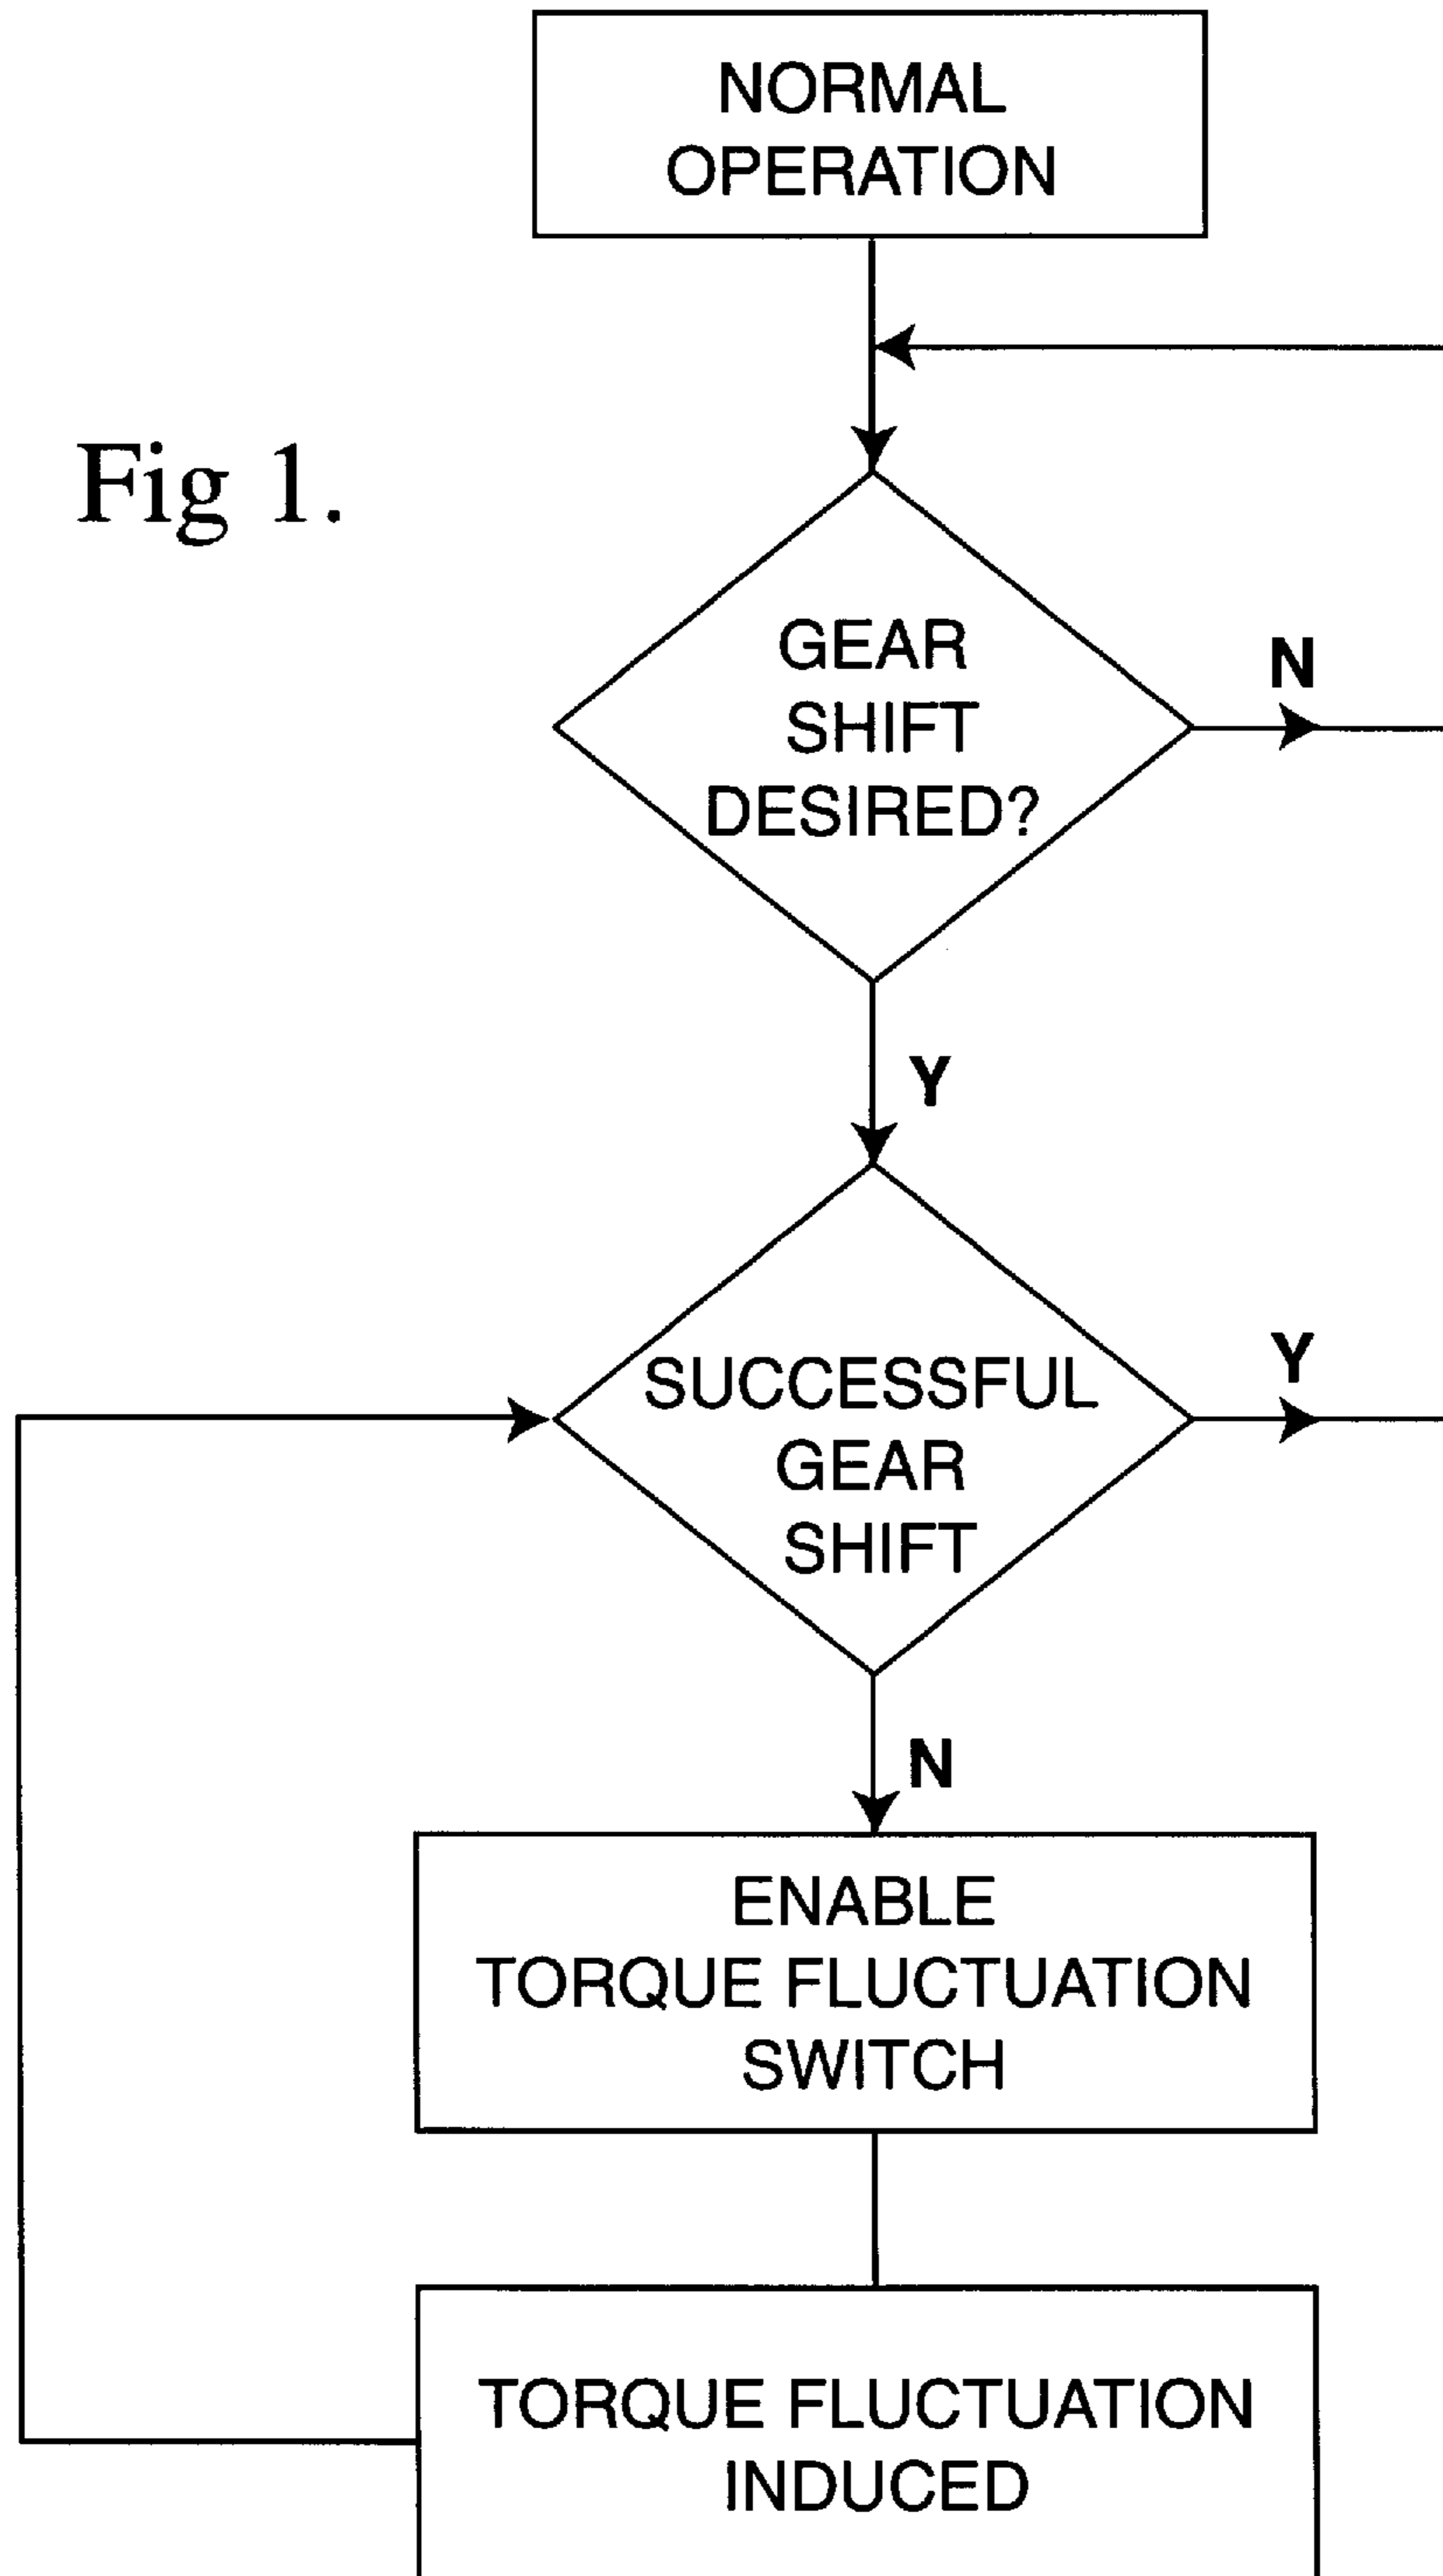 NORMAL
OPERATION
Fig 1.
GEAR
SHIFT
DESIRED?
N
Y
SUCCESSFUL
GEAR
SHIFT
Y
N
ENABLE
TORQUE FLUCTUATION
SWITCH
TORQUE FLUCTUATION
INDUCED